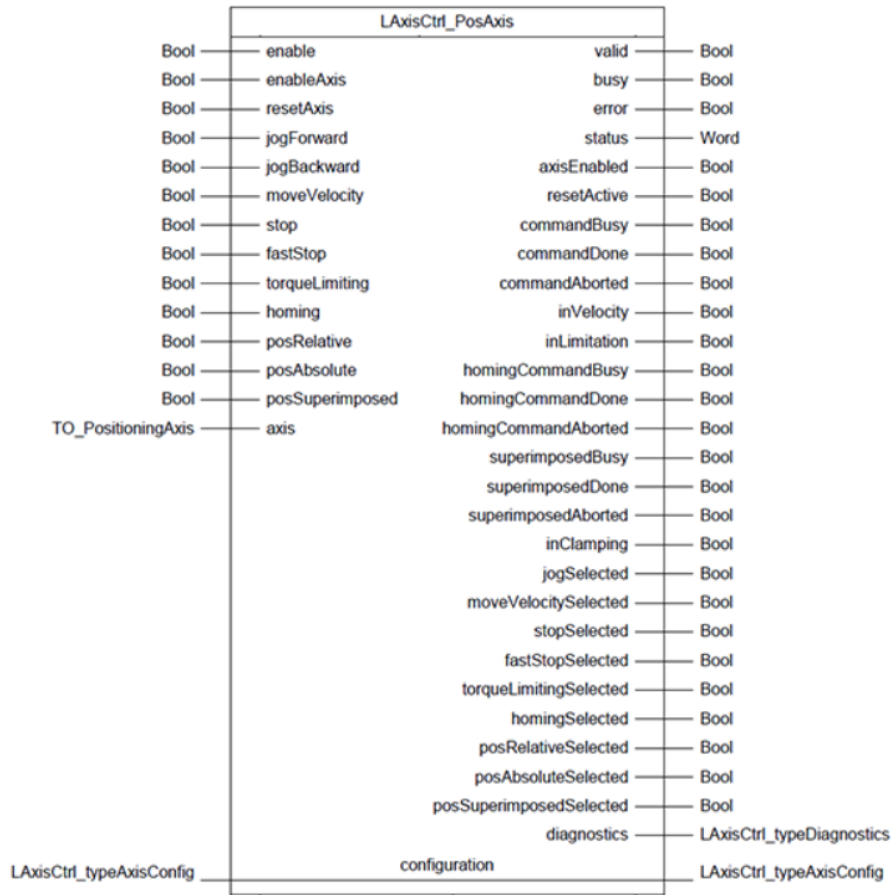 LAxisCtrl_PosAxis
Bool enable valid Bool
Bool enableAxis busy Bool
Bool resetAxis error Bool
Bool jogForward status Word
Bool jogBackward axisEnabled Bool
Bool moveVelocity resetActive Bool
Bool stop commandBusy Bool
Bool fastStop commandDone Bool
Bool torqueLimiting commandAborted Bool
Bool homing inVelocity Bool
Bool posRelative inLimitation Bool
Bool posAbsolute homingCommandBusy Bool
Bool posSuperimposed homingCommandDone Bool
TO_PositioningAxis axis homingCommandAborted Bool
superimposedBusy Bool
superimposedDone Bool
superimposedAborted Bool
inClamping Bool
jogSelected Bool
moveVelocitySelected Bool
stopSelected Bool
fastStopSelected Bool
torqueLimitingSelected Bool
homingSelected Bool
posRelativeSelected Bool
posAbsoluteSelected Bool
posSuperimposedSelected Bool
diagnostics LAxisCtrl_typeDiagnostics
LAxisCtrl_typeAxisConfig configuration LAxisCtrl_typeAxisConfig